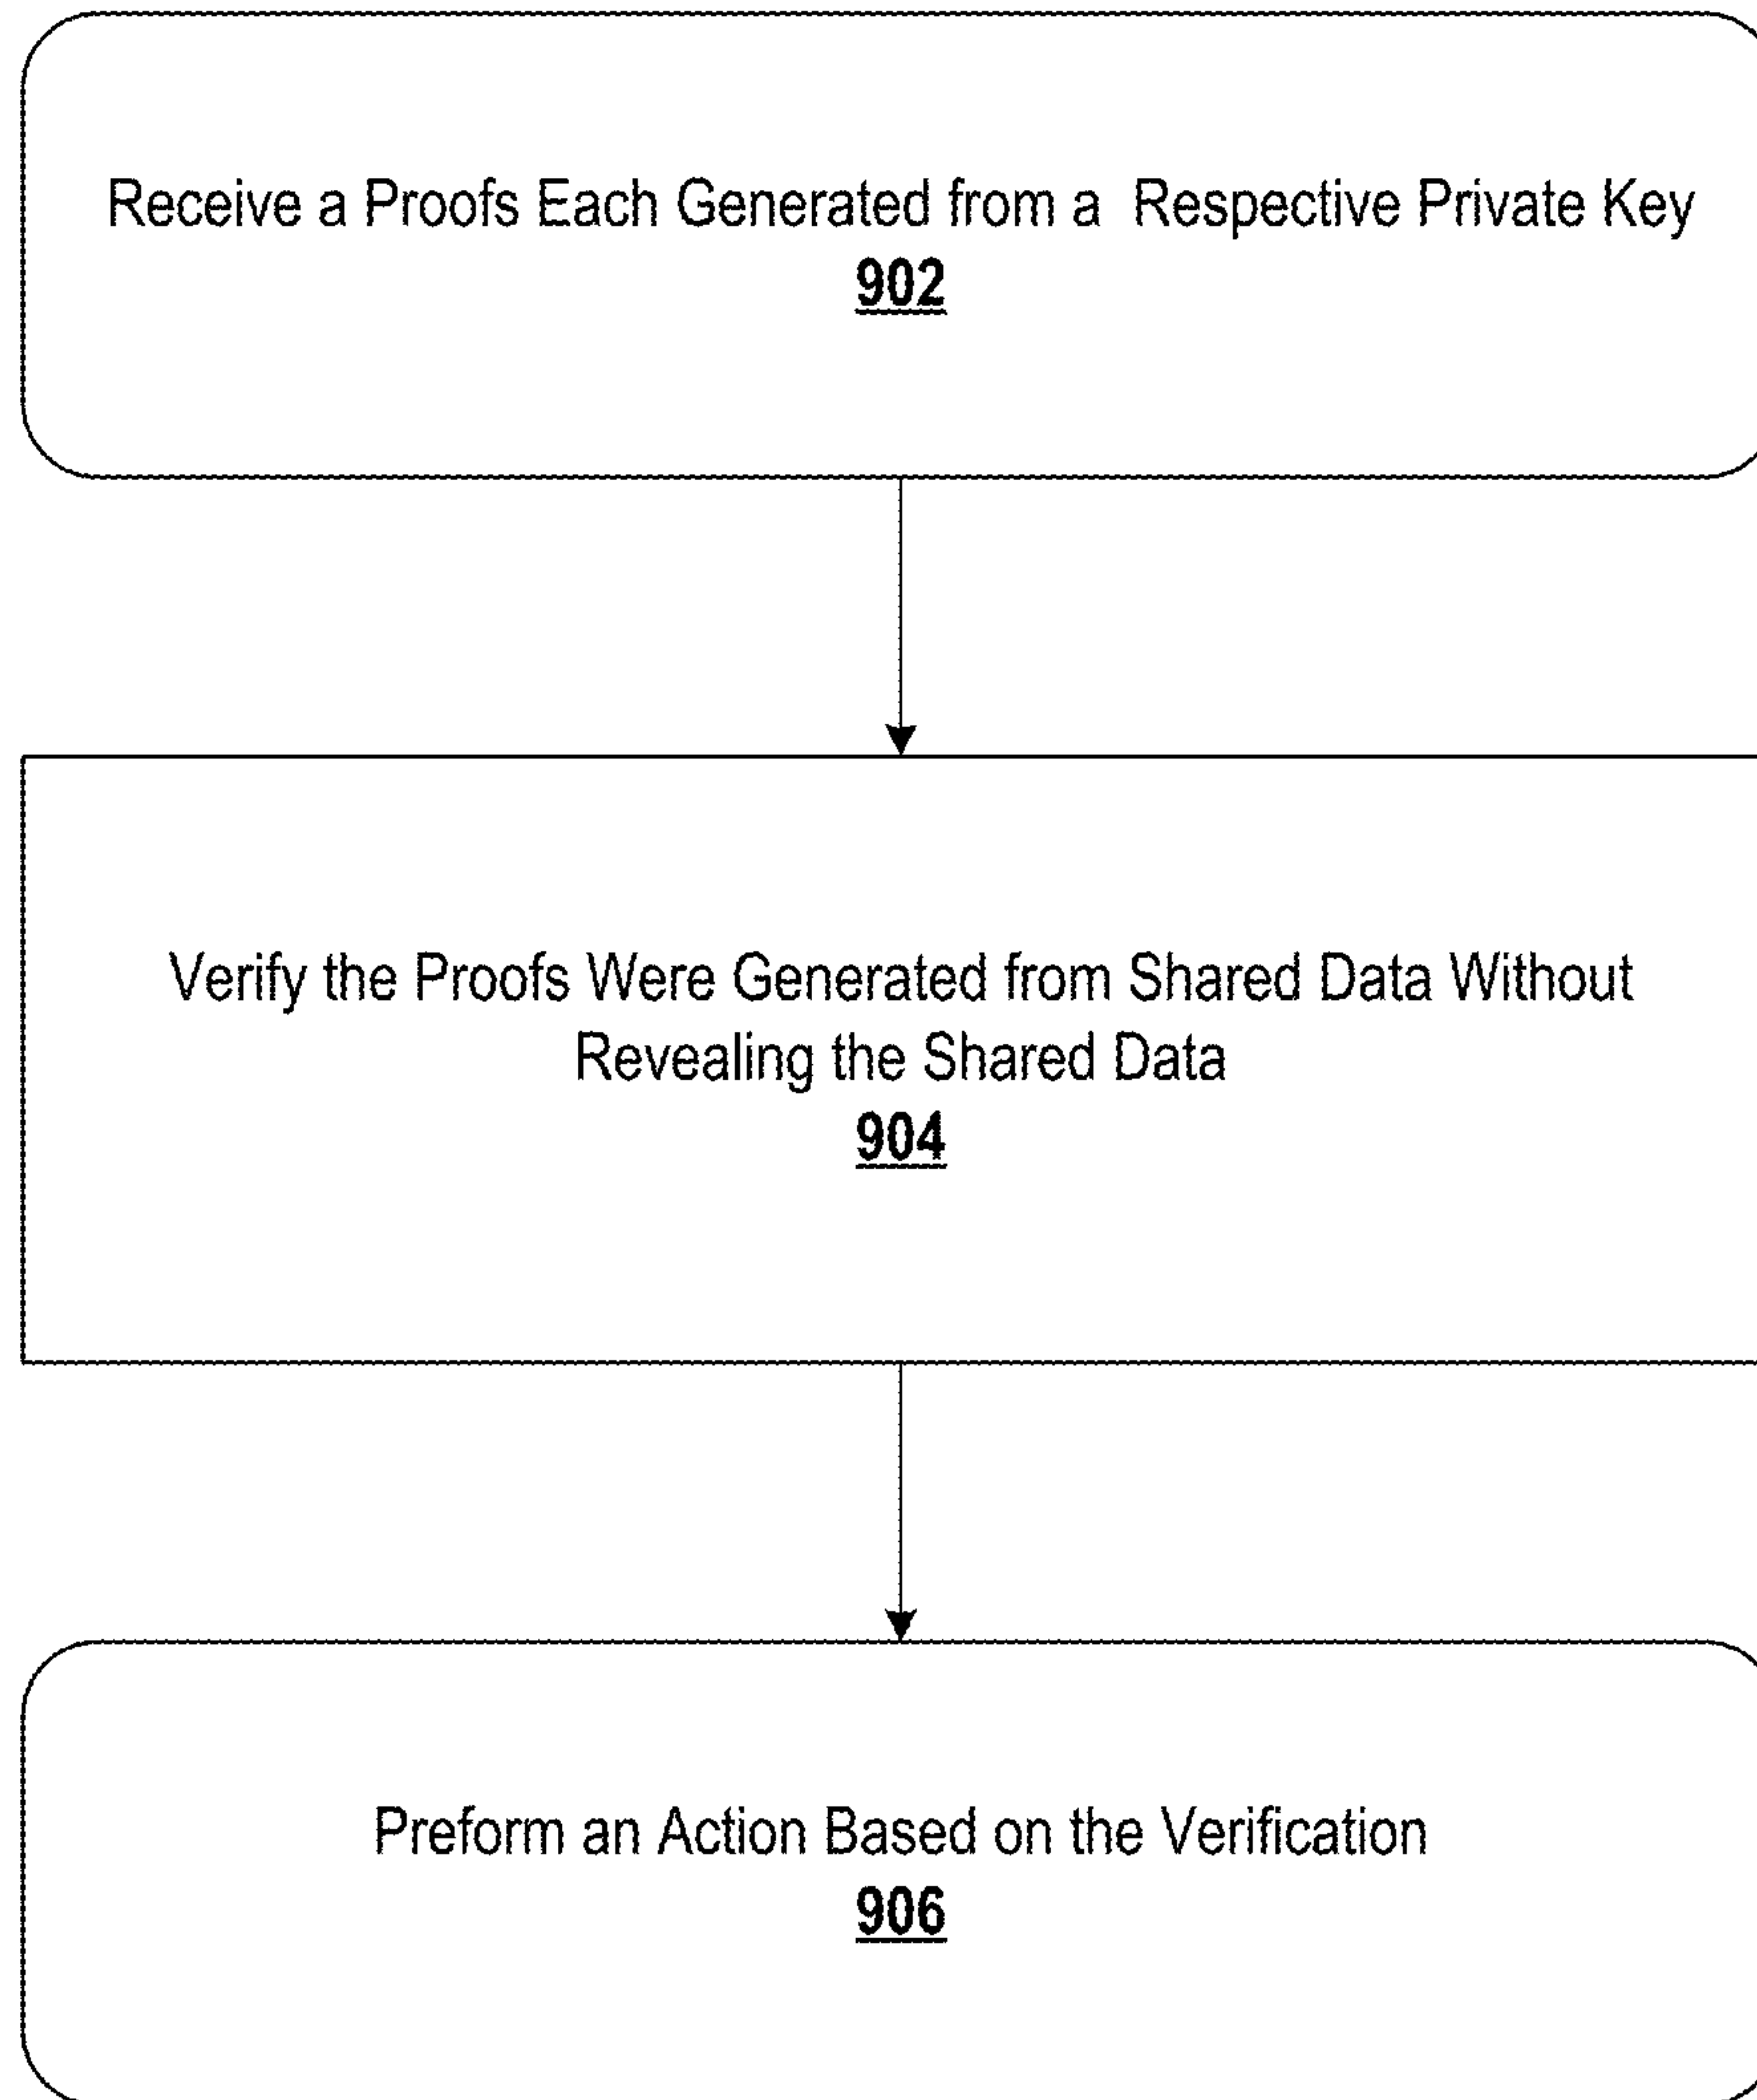 Receive a Proofs Each Generated from a Respective Private Key
902
Verify the Proofs Were Generated from Shared Data Without
Revealing the Shared Data
904
Preform an Action Based on the Verification
906